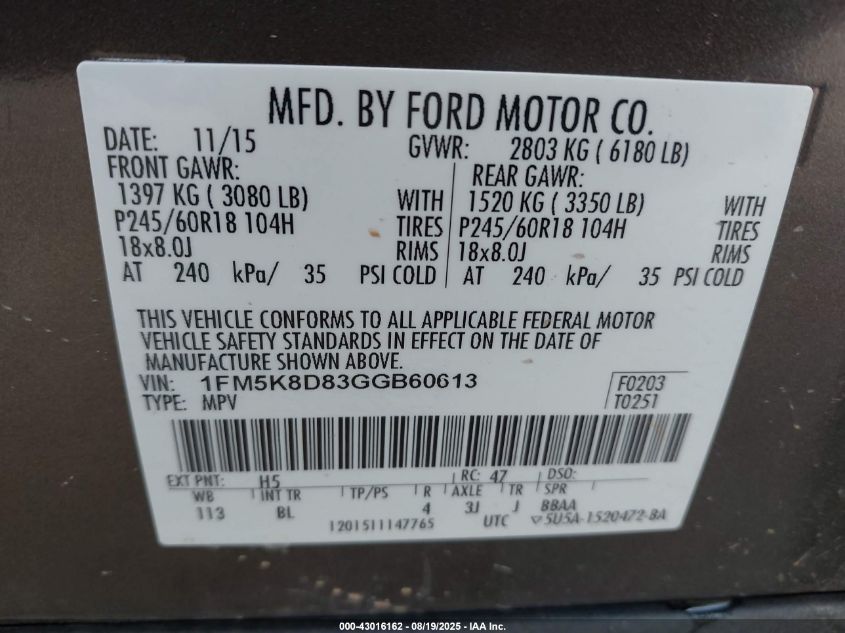 MFD. BY FORD MOTOR CO.
DATE: 11/15 GVWR: 2803 KG ( 6180 LB)
FRONT GAWR: REAR GAWR:
1397 KG ( 3080 LB) WITH 1520 KG ( 3350 LB) WITH
P245/60R18 104H TIRES P245/60R18 104H TIRES
18x8.0J RIMS 18x8.0J RIMS
AT 240 kPa/ 35 PSI COLD AT 240 kPa/ 35 PSI COLD
THIS VEHICLE CONFORMS TO ALL APPLICABLE FEDERAL MOTOR
VEHICLE SAFETY STANDARDS IN EFFECT ON THE DATE OF
MANUFACTURE SHOWN ABOVE.
VIN: 1FM5K8D83GGB60613 F0203
TYPE: MPV T0251
EXT PNT: H5 RC: 47 DSO:
WB INT TR TP/PS R AXLE TR SPR
113 BL 4 3J J BBAA
1201511147765 UTC 5U5A-1520472-BA
000-43016162 - 08/19/2025 - IAA Inc.